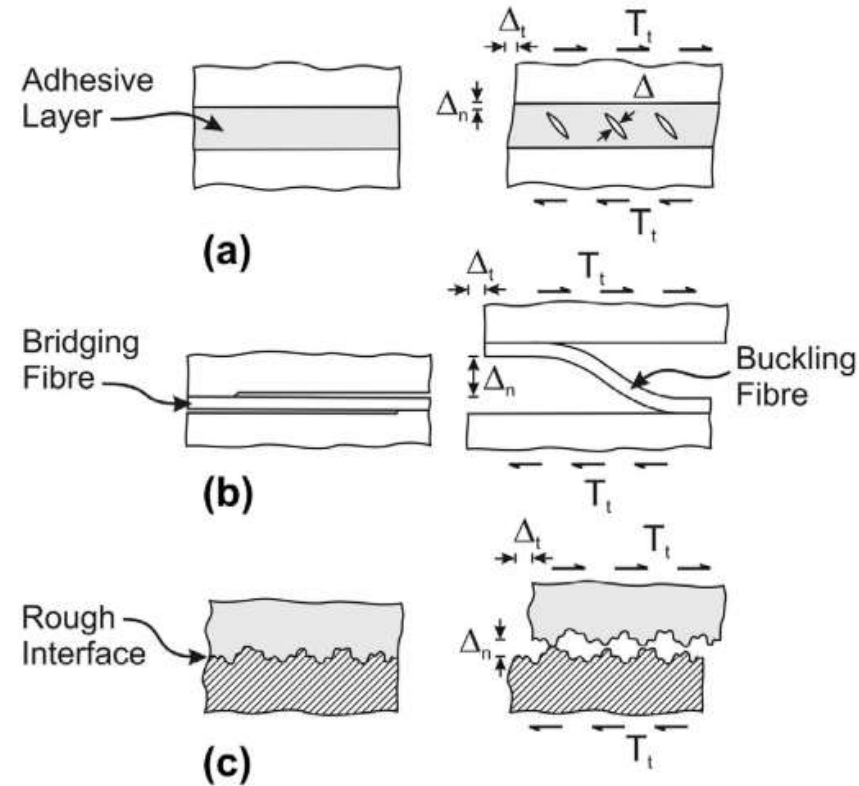 Δt Tt
Adhesive
Layer
Δn
Δ
Tt
(a)
Δt Tt
Bridging
Fibre
Δn
Buckling
Fibre
Tt
(b)
Δt Tt
Rough
Interface
Δn
Tt
(c)